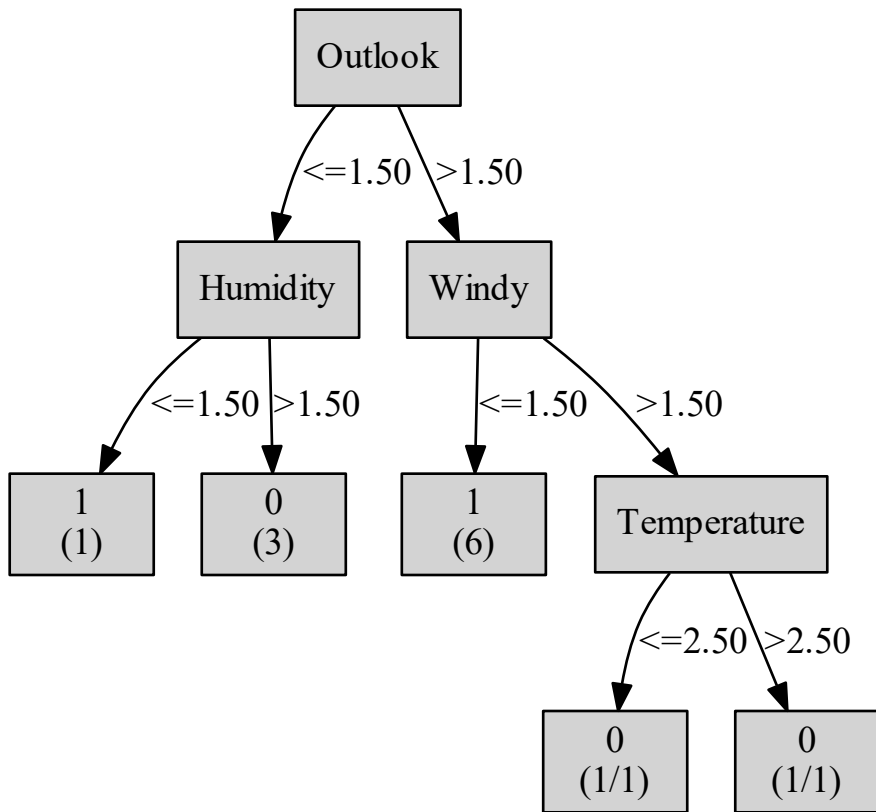 Outlook
<=1.50 >1.50
Humidity Windy
<=1.50 >1.50 <=1.50 >1.50
1 0 1
(1) (3) (6)
Temperature
<=2.50 >2.50
0 0
(1/1) (1/1)